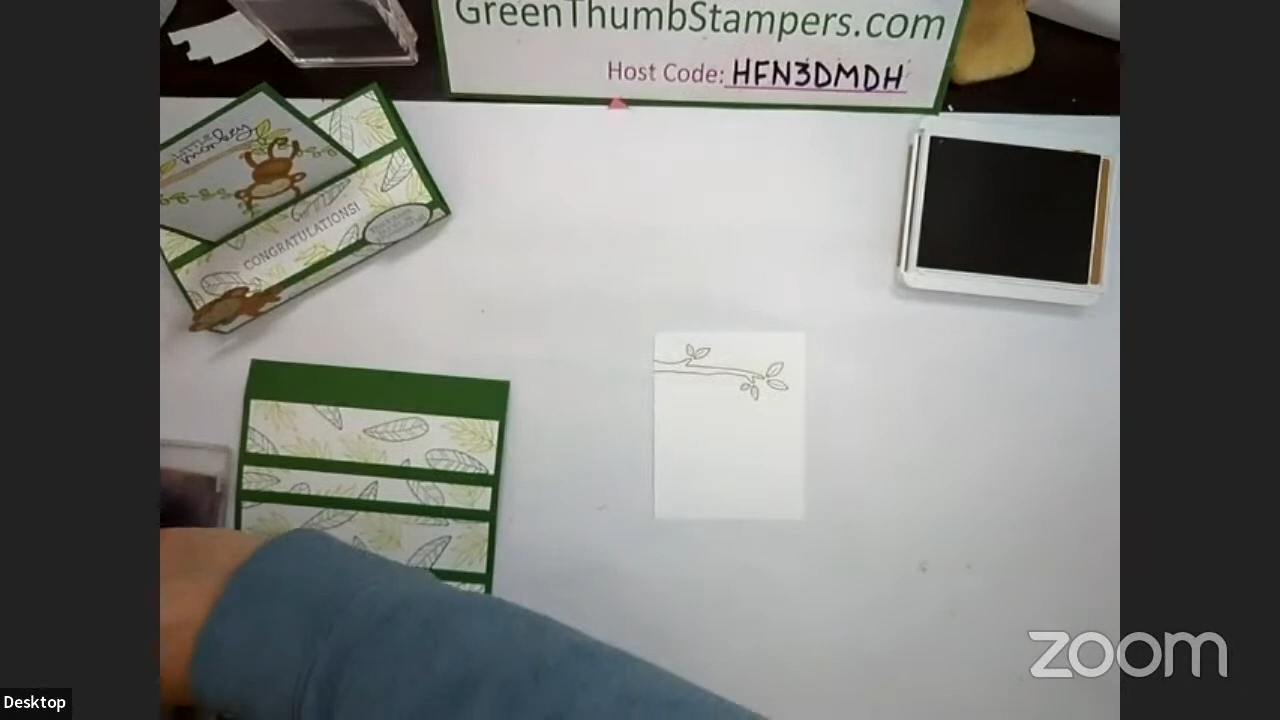 GreenThumbStampers.com
Host Code: HFN3DMDH
CONGRATULATIONS!
zoom
Desktop